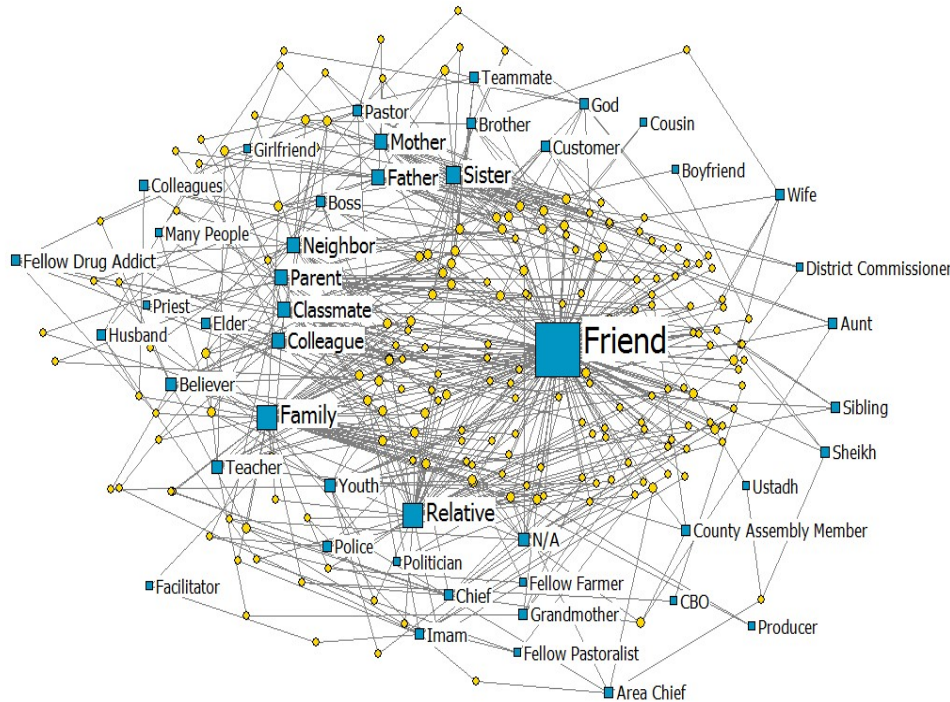 Teammate
God
Pastor
Brother
Cousin
Mother
Girlfriend
Customer
Father
Sister
Boyfriend
Colleagues
Boss
Wife
Many People
Neighbor
Fellow Drug Addict
District Commissioner
Parent
Priest
Classmate
Elder
Aunt
Husband
Colleague
Friend
Believer
Family
Sibling
Teacher
Sheikh
Youth
Ustadh
Relative
County Assembly Member
N/A
Police
Politician
Facilitator
Fellow Farmer
Chief
CBO
Grandmother
Producer
Imam
Fellow Pastoralist
Area Chief